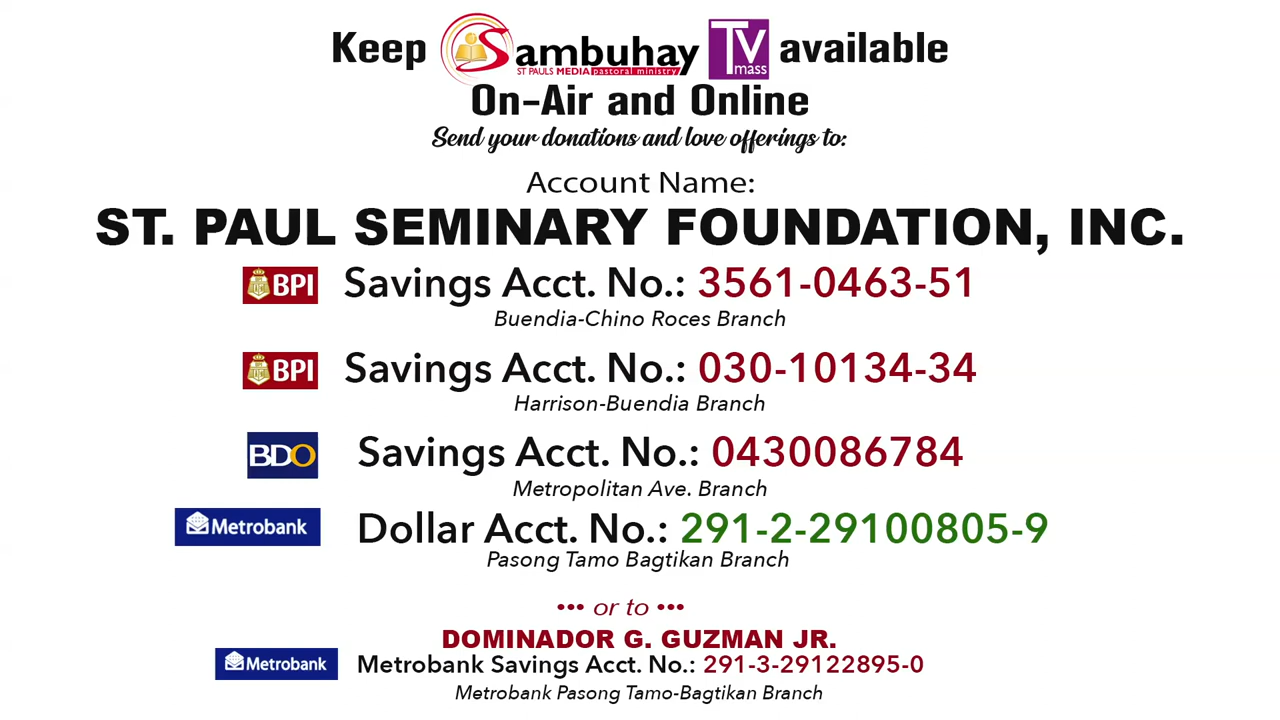 Keep Sambuhay TV mass available
ST PAULS MEDIA pastoral ministry
On-Air and Online
Send your donations and love offerings to:
Account Name:
ST. PAUL SEMINARY FOUNDATION, INC.
BPI Savings Acct. No.: 3561-0463-51
Buendia-Chino Roces Branch
BPI Savings Acct. No.: 030-10134-34
Harrison-Buendia Branch
BDO Savings Acct. No.: 0430086784
Metropolitan Ave. Branch
Metrobank Dollar Acct. No.: 291-2-29100805-9
Pasong Tamo Bagtikan Branch
••• or to •••
DOMINADOR G. GUZMAN JR.
Metrobank Metrobank Savings Acct. No.: 291-3-29122895-0
Metrobank Pasong Tamo-Bagtikan Branch